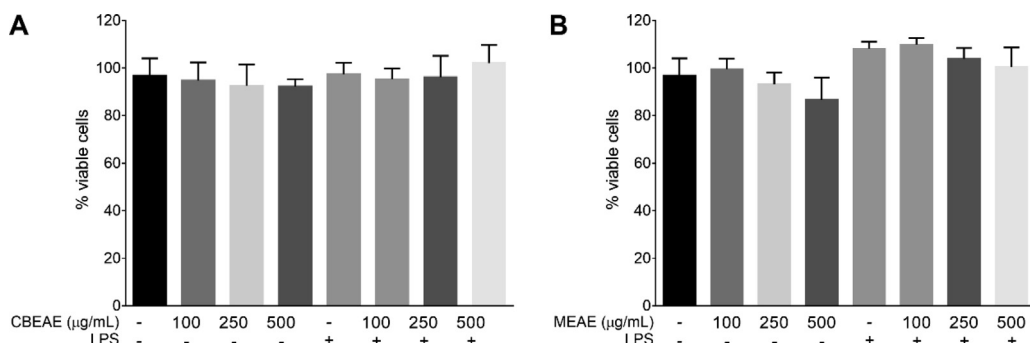 A
120
100
80
60
40
20
0
% viable cells
CBEAE (μg/mL) - 100 250 500 - 100 250 500
LPS - - - - + + + +
B
120
100
80
60
40
20
0
% viable cells
MEAE (μg/mL) - 100 250 500 - 100 250 500
LPS - - - - + + + +